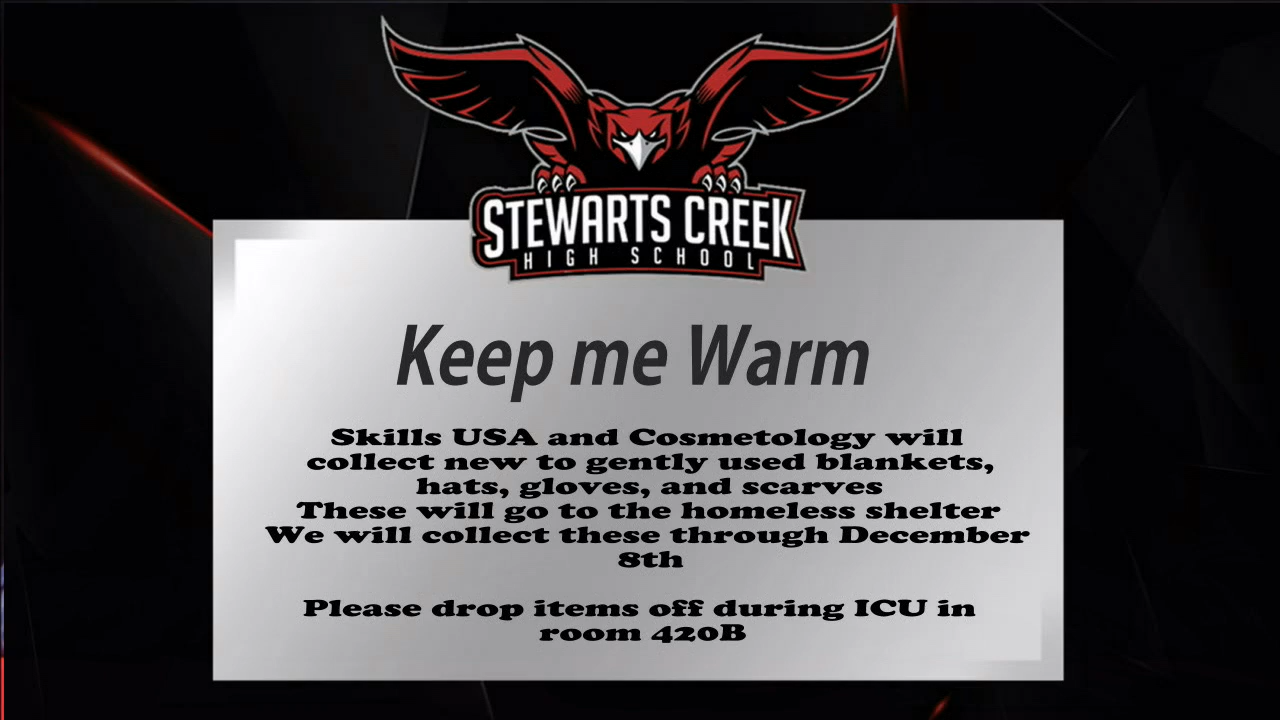 STEWARTS CREEK
HIGH SCHOOL
Keep me Warm
Skills USA and Cosmetology will
collect new to gently used blankets,
hats, gloves, and scarves
These will go to the homeless shelter
We will collect these through December
8th
Please drop items off during ICU in
room 420B